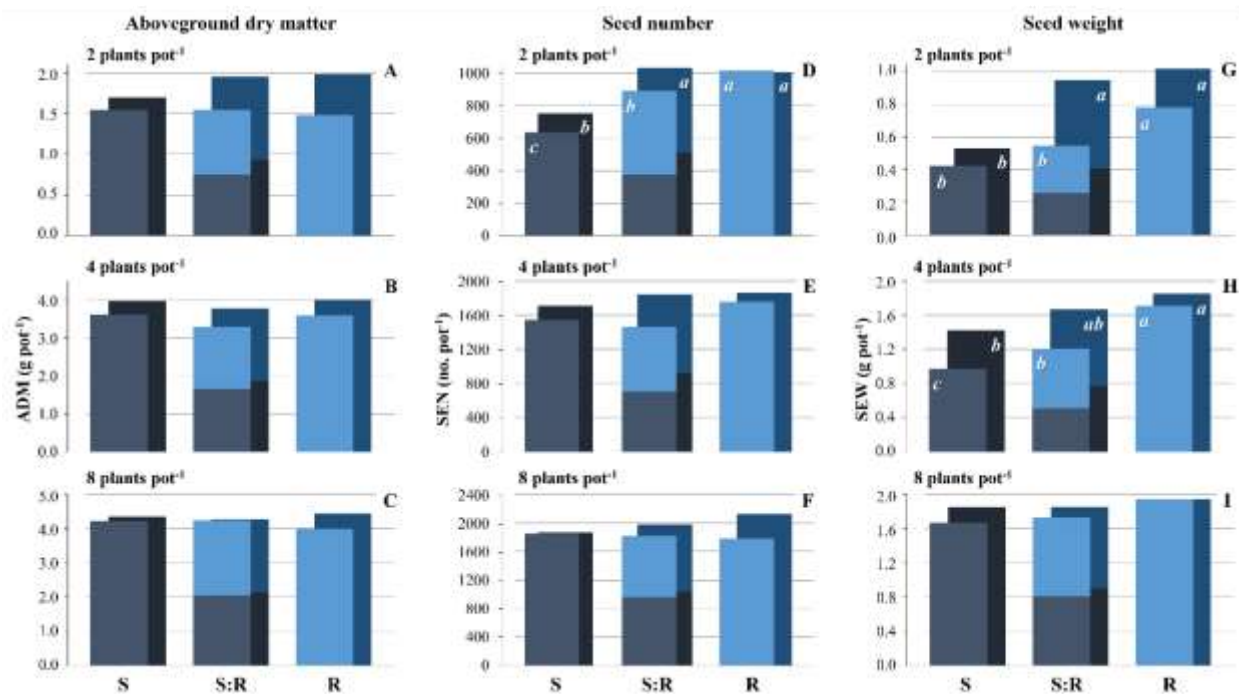 Aboveground dry matter
Seed number
Seed weight
2 plants pot⁻¹
A
2.0
1.5
1.0
0.5
0.0
2 plants pot⁻¹
D
1000
800
600
400
200
0
c
b
b
a
a
a
2 plants pot⁻¹
G
1.0
0.8
0.6
0.4
0.2
0.0
b
b
b
a
a
a
4 plants pot⁻¹
B
4.0
3.0
2.0
1.0
0.0
ADM (g pot⁻¹)
4 plants pot⁻¹
E
2000
1600
1200
800
400
0
SEN (no. pot⁻¹)
4 plants pot⁻¹
H
2.0
1.6
1.2
0.8
0.4
0.0
SEW (g pot⁻¹)
c
b
b
ab
a
a
8 plants pot⁻¹
C
5.0
4.0
3.0
2.0
1.0
0.0
S
S:R
R
8 plants pot⁻¹
F
2400
2000
1600
1200
800
400
0
S
S:R
R
8 plants pot⁻¹
I
2.0
1.6
1.2
0.8
0.4
0.0
S
S:R
R